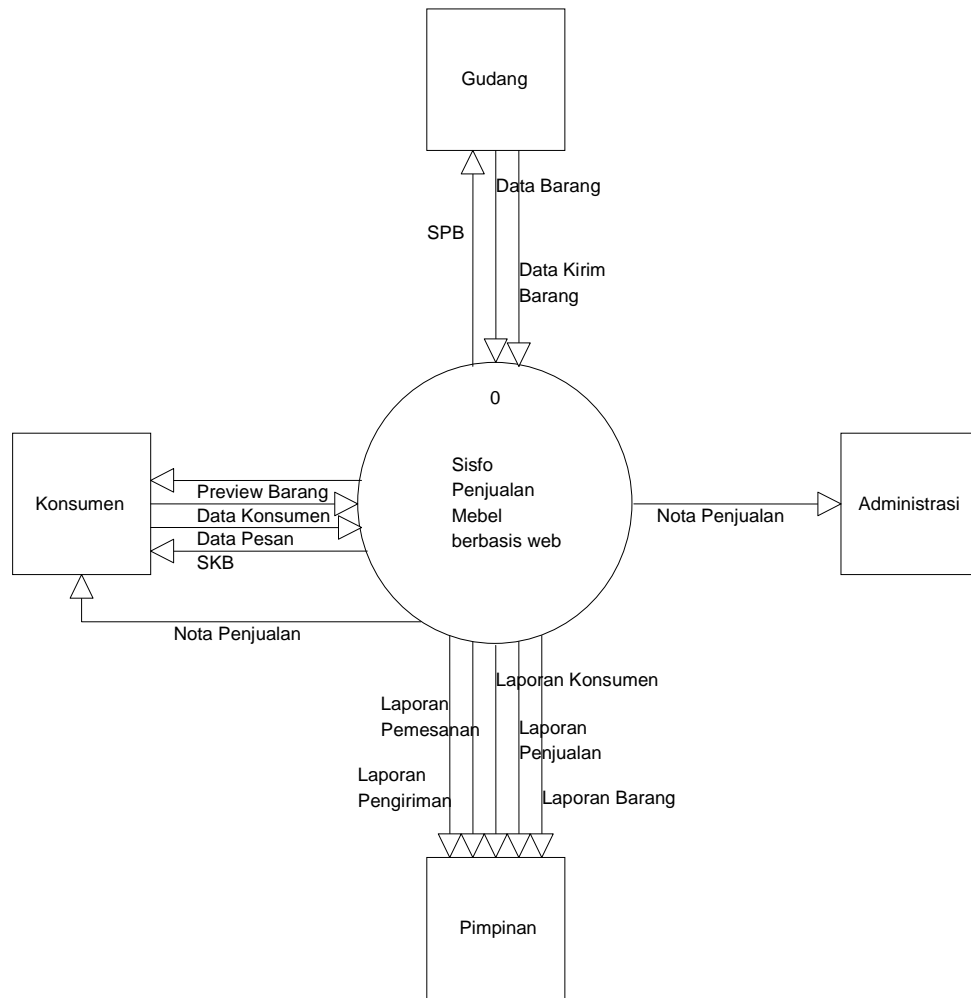 Gudang
Data Barang
SPB
Data Kirim
Barang
0
Sisfo
Penjualan
Mebel
berbasis web
Konsumen
Preview Barang
Data Konsumen
Data Pesan
SKB
Nota Penjualan
Administrasi
Nota Penjualan
Laporan Konsumen
Laporan
Pemesanan
Laporan
Penjualan
Laporan
Pengiriman
Laporan Barang
Pimpinan